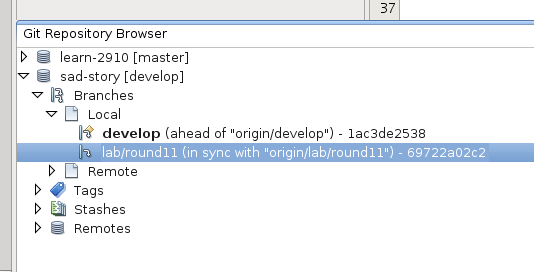 37
Git Repository Browser
learn-2910 [master]
sad-story [develop]
Branches
Local
develop (ahead of "origin/develop") - 1ac3de2538
lab/round11 (in sync with "origin/lab/round11") - 69722a02c2
Remote
Tags
Stashes
Remotes